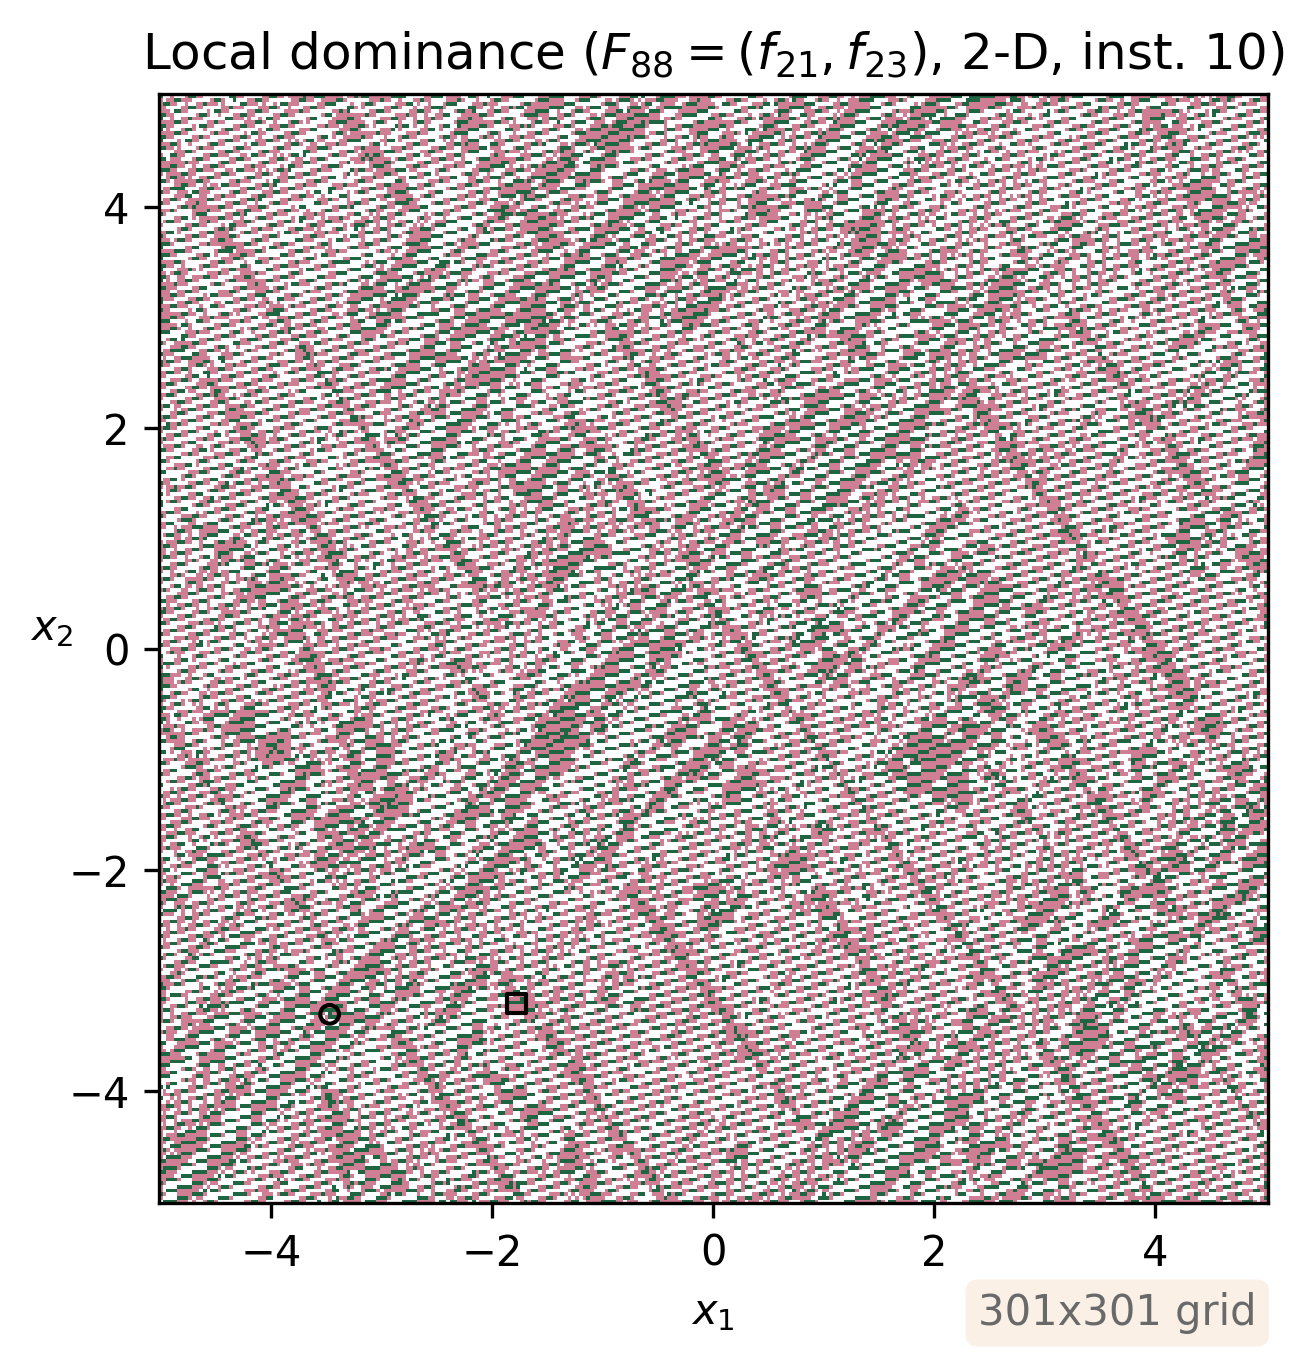 Local dominance (F₈₈ = (f₂₁, f₂₃), 2-D, inst. 10)
4
2
x₂
0
−2
−4
−4 −2 0 2 4
x₁
301x301 grid